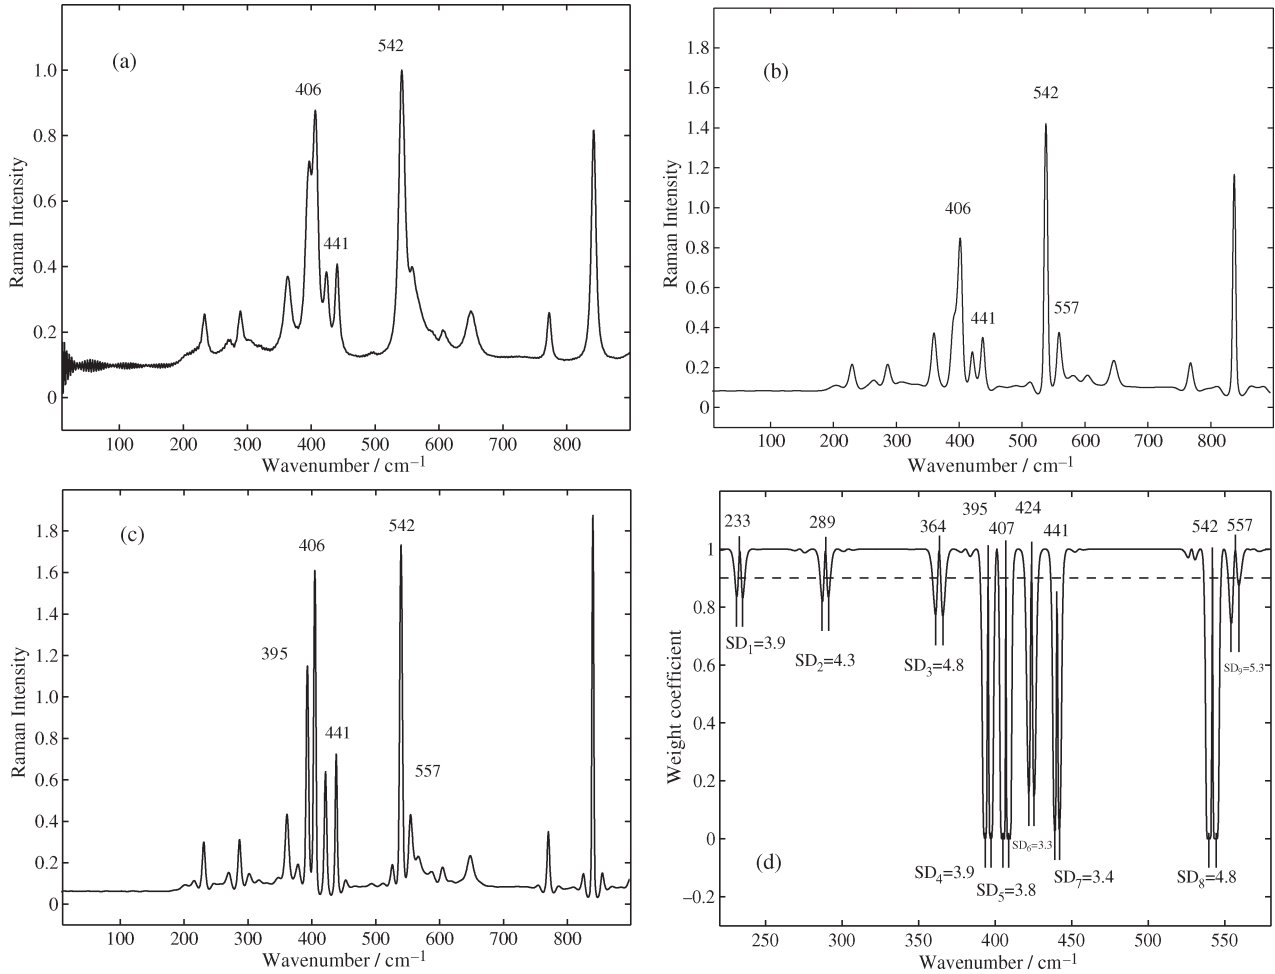 (a)
406
441
542
1.0
0.8
0.6
0.4
0.2
0
Raman Intensity
100 200 300 400 500 600 700 800
Wavenumber / cm−1
(b)
406
441
542
557
1.8
1.6
1.4
1.2
1.0
0.8
0.6
0.4
0.2
0
Raman Intensity
100 200 300 400 500 600 700 800
Wavenumber / cm−1
(c)
395
406
441
542
557
1.8
1.6
1.4
1.2
1.0
0.8
0.6
0.4
0.2
0
Raman Intensity
100 200 300 400 500 600 700 800
Wavenumber / cm−1
233 289 364 395 407 424 441 542 557
1
0.8
0.6
0.4
0.2
0
−0.2
Weight coefficient
SD1=3.9
SD2=4.3
SD3=4.8
SD4=3.9
SD5=3.8
SD6=3.3
SD7=3.4
SD8=4.8
SD9=5.3
(d)
250 300 350 400 450 500 550
Wavenumber / cm−1